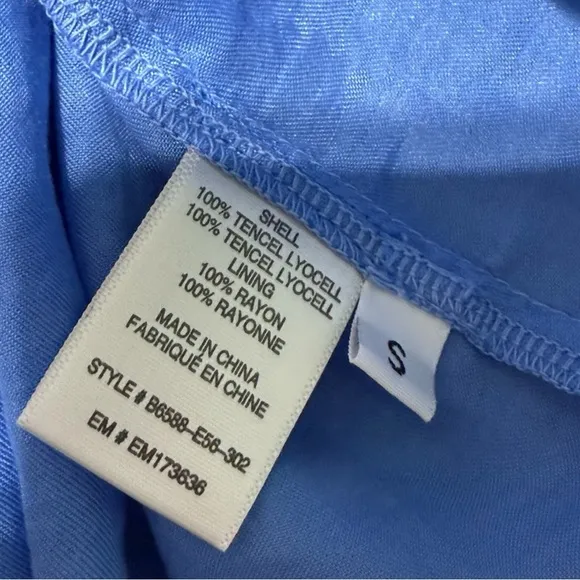 SHELL
100% TENCEL LYOCELL
100% TENCEL LYOCELL
LINING
100% RAYON
100% RAYONNE
MADE IN CHINA
FABRIQUÉ EN CHINE
STYLE # B6588-E56-302
EM # EM173636
S